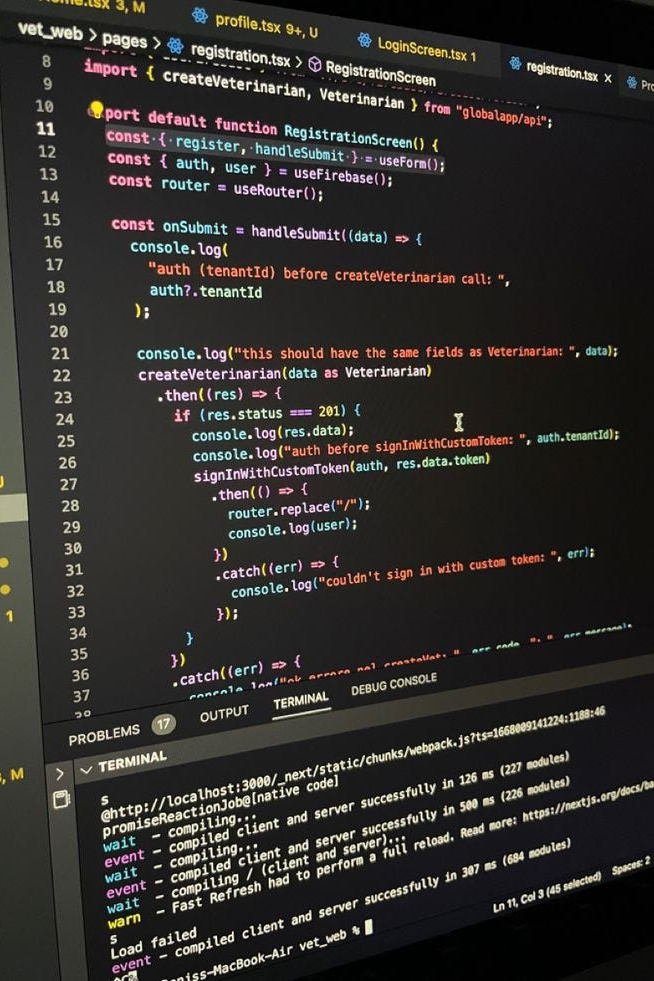 3, M
profile.tsx 9+, U
LoginScreen.tsx 1
registration.tsx ×
vet_web > pages > registration.tsx > RegistrationScreen
8
9 import { createVeterinarian, Veterinarian } from "globalapp/api";
10
11 port default function RegistrationScreen() {
12 const { register, handleSubmit } = useForm();
13 const { auth, user } = useFirebase();
14 const router = useRouter();
15 const onSubmit = handleSubmit((data) => {
16 console.log(
17 "auth (tenantId) before createVeterinarian call: ",
18 auth?.tenantId
19 );
20
21 console.log("this should have the same fields as Veterinarian: ", data);
22 createVeterinarian(data as Veterinarian)
23 .then((res) => {
24 if (res.status === 201) {
25 console.log(res.data);
26 console.log("auth before signInWithCustomToken: ", auth.tenantId);
27 signInWithCustomToken(auth, res.data.token)
28 .then(() => {
29 router.replace("/");
30 console.log(user);
31 })
32 .catch((err) => {
33 console.log("couldn't sign in with custom token: ", err);
34 });
35 }
36 })
37 .catch((err) => {
PROBLEMS 17 OUTPUT TERMINAL DEBUG CONSOLE
TERMINAL
s
@http://localhost:3000/_next/static/chunks/webpack.js?ts=1668009141224:1188:46
promiseReactionJob@[native code]
wait - compiling...
event - compiled client and server successfully in 126 ms (227 modules)
wait - compiling...
event - compiled client and server successfully in 500 ms (226 modules)
wait - compiling / (client and server)...
warn - Fast Refresh had to perform a full reload. Read more: https://nextjs.org/docs/ba
s
Load failed
event - compiled client and server successfully in 307 ms (684 modules)
niss-MacBook-Air vet_web %
Ln 11, Col 3 (45 selected) Spaces: 2